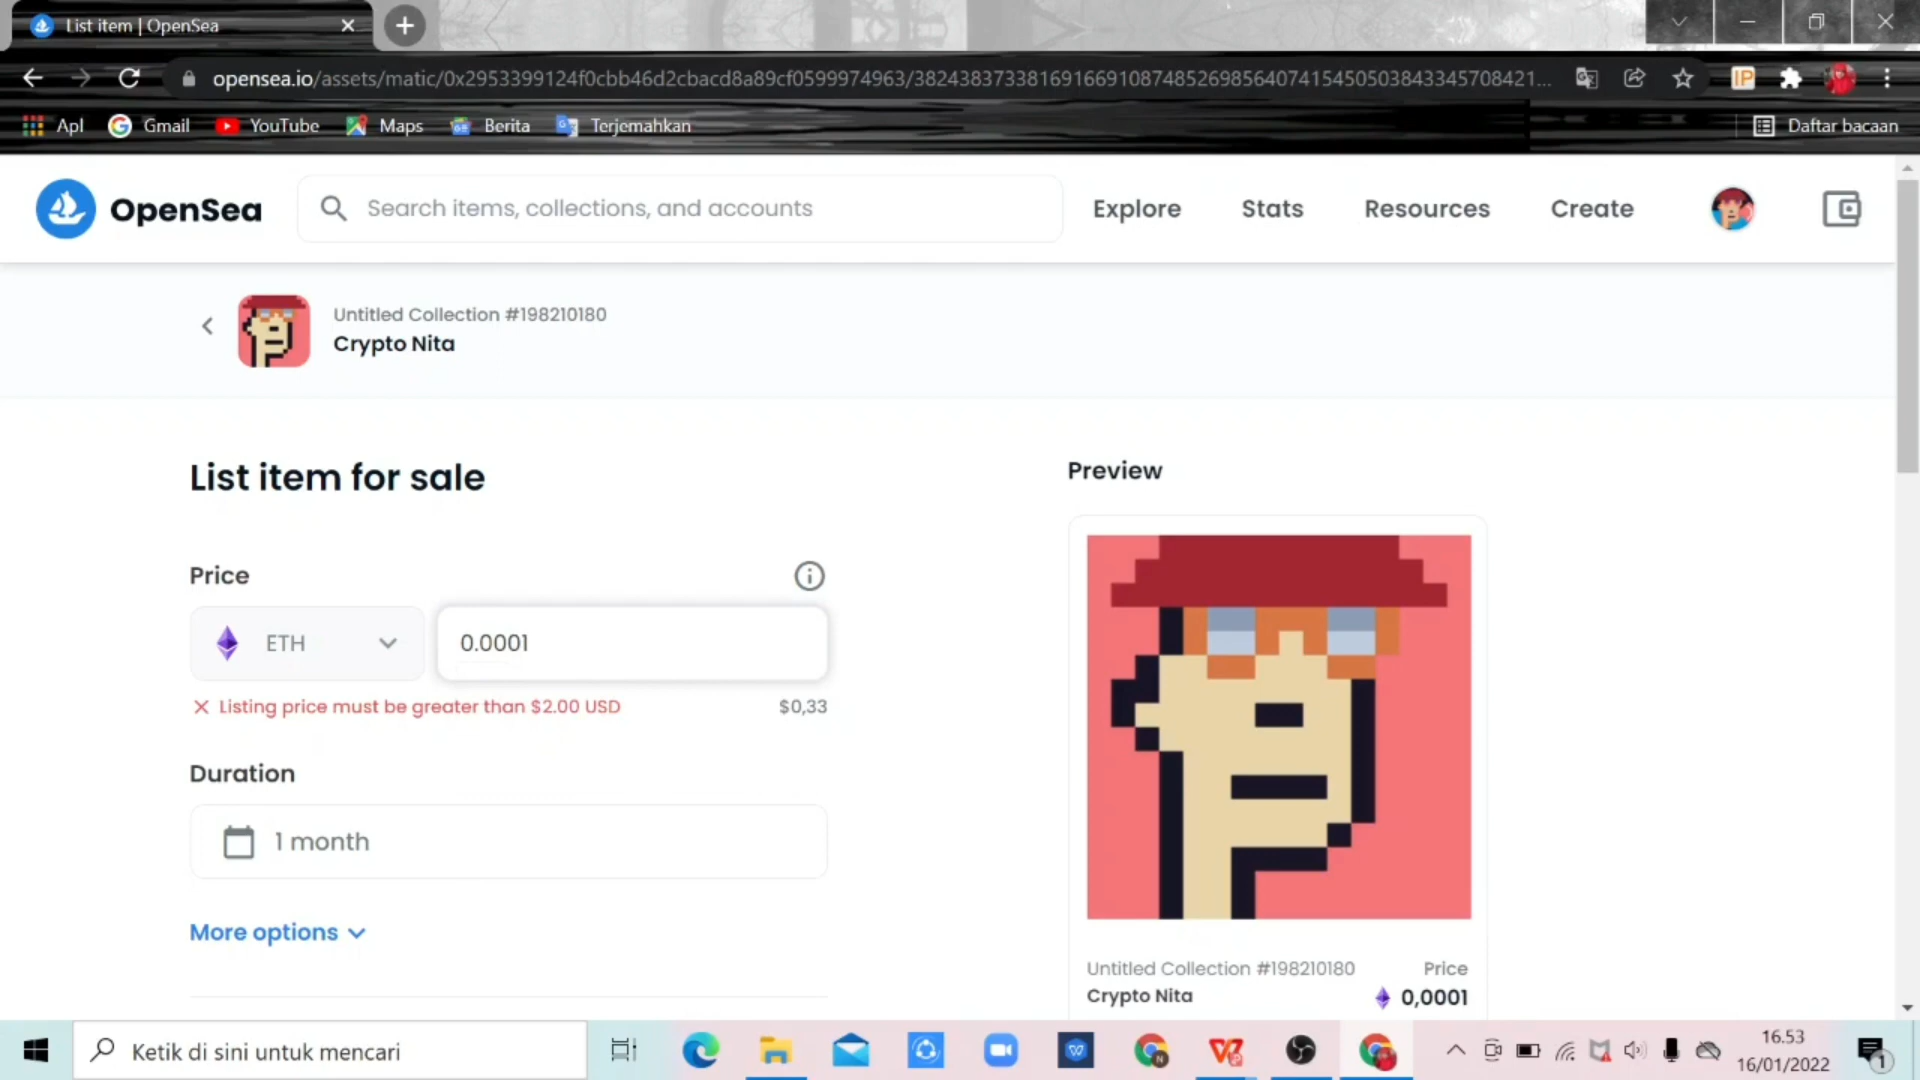 List item | OpenSea
opensea.io/assets/matic/0x2953399124f0cbb46d2cbacd8a89cf0599974963/3824383733816916691087485269856407415450503843345708421...
IP
Apl
Gmail
YouTube
Maps
Berita
Terjemahkan
Daftar bacaan
OpenSea
Search items, collections, and accounts
Explore
Stats
Resources
Create
Untitled Collection #198210180
Crypto Nita
List item for sale
Preview
Price
ETH
0.0001
Listing price must be greater than $2.00 USD
$0,33
Duration
1 month
More options
Untitled Collection #198210180
Price
Crypto Nita
0,0001
Ketik di sini untuk mencari
16.53
16/01/2022
1